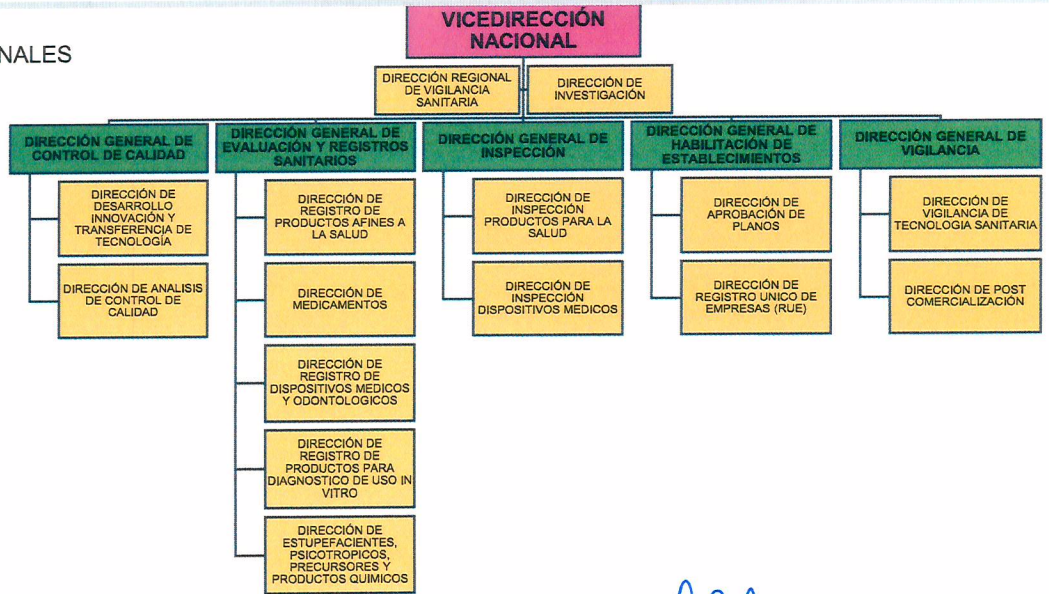 VICEDIRECCIÓN
NACIONAL
NALES
DIRECCIÓN REGIONAL
DE VIGILANCIA
SANITARIA
DIRECCIÓN DE
INVESTIGACIÓN
DIRECCIÓN GENERAL DE
CONTROL DE CALIDAD
DIRECCIÓN DE
DESARROLLO
INNOVACIÓN Y
TRANSFERENCIA DE
TECNOLOGÍA
DIRECCIÓN DE ANALISIS
DE CONTROL DE
CALIDAD
DIRECCIÓN GENERAL DE
EVALUACIÓN Y REGISTROS
SANITARIOS
DIRECCIÓN DE
REGISTRO DE
PRODUCTOS AFINES A
LA SALUD
DIRECCIÓN DE
MEDICAMENTOS
DIRECCIÓN DE
REGISTRO DE
DISPOSITIVOS MEDICOS
Y ODONTOLOGICOS
DIRECCIÓN DE
REGISTRO DE
PRODUCTOS PARA
DIAGNOSTICO DE USO IN
VITRO
DIRECCIÓN DE
ESTUPEFACIENTES,
PSICOTROPICOS,
PRECURSORES Y
PRODUCTOS QUIMICOS
DIRECCIÓN GENERAL DE
INSPECCIÓN
DIRECCIÓN DE
INSPECCIÓN
PRODUCTOS PARA LA
SALUD
DIRECCIÓN DE
INSPECCIÓN
DISPOSITIVOS MEDICOS
DIRECCIÓN GENERAL DE
HABILITACIÓN DE
ESTABLECIMIENTOS
DIRECCIÓN DE
APROBACIÓN DE
PLANOS
DIRECCIÓN DE
REGISTRO UNICO DE
EMPRESAS (RUE)
DIRECCIÓN GENERAL DE
VIGILANCIA
DIRECCIÓN DE
VIGILANCIA DE
TECNOLOGIA SANITARIA
DIRECCIÓN DE POST
COMERCIALIZACIÓN